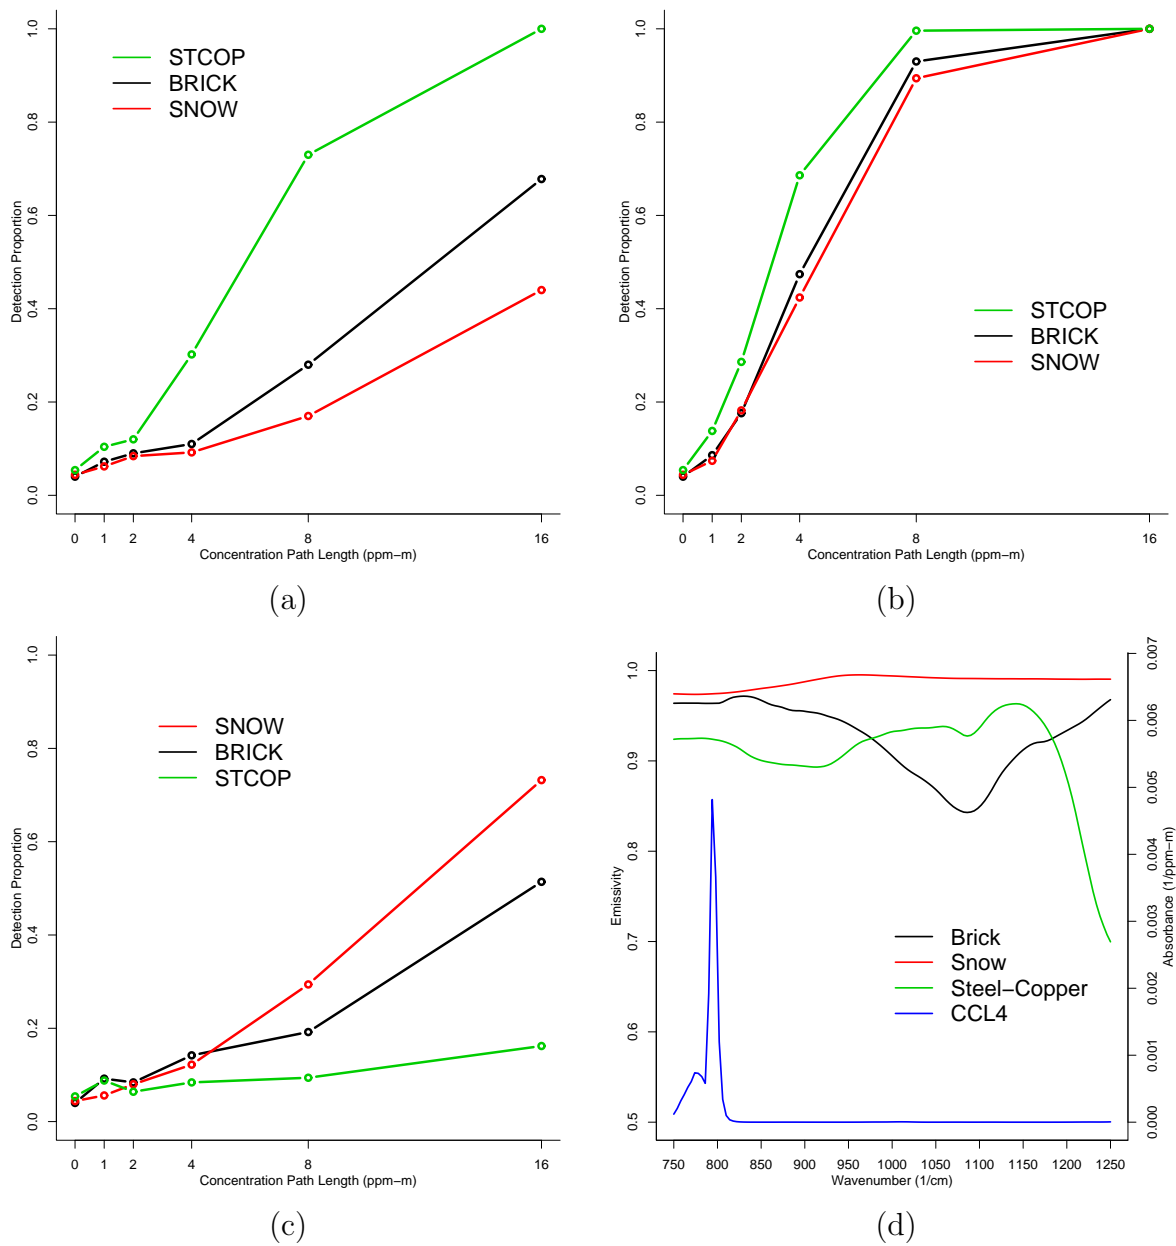 STCOP
BRICK
SNOW
Detection Proportion
0.0 0.2 0.4 0.6 0.8 1.0
0 1 2 4 8 16
Concentration Path Length (ppm−m)
(a)
STCOP
BRICK
SNOW
Detection Proportion
0.0 0.2 0.4 0.6 0.8 1.0
0 1 2 4 8 16
Concentration Path Length (ppm−m)
(b)
SNOW
BRICK
STCOP
Detection Proportion
0.0 0.2 0.4 0.6 0.8 1.0
0 1 2 4 8 16
Concentration Path Length (ppm−m)
(c)
Brick
Snow
Steel−Copper
CCL4
Emissivity
0.5 0.6 0.7 0.8 0.9 1.0
750 800 850 900 950 1000 1050 1100 1150 1200 1250
Wavenumber (1/cm)
0.000 0.001 0.002 0.003 0.004 0.005 0.006 0.007
Absorbance (1/ppm−m)
(d)